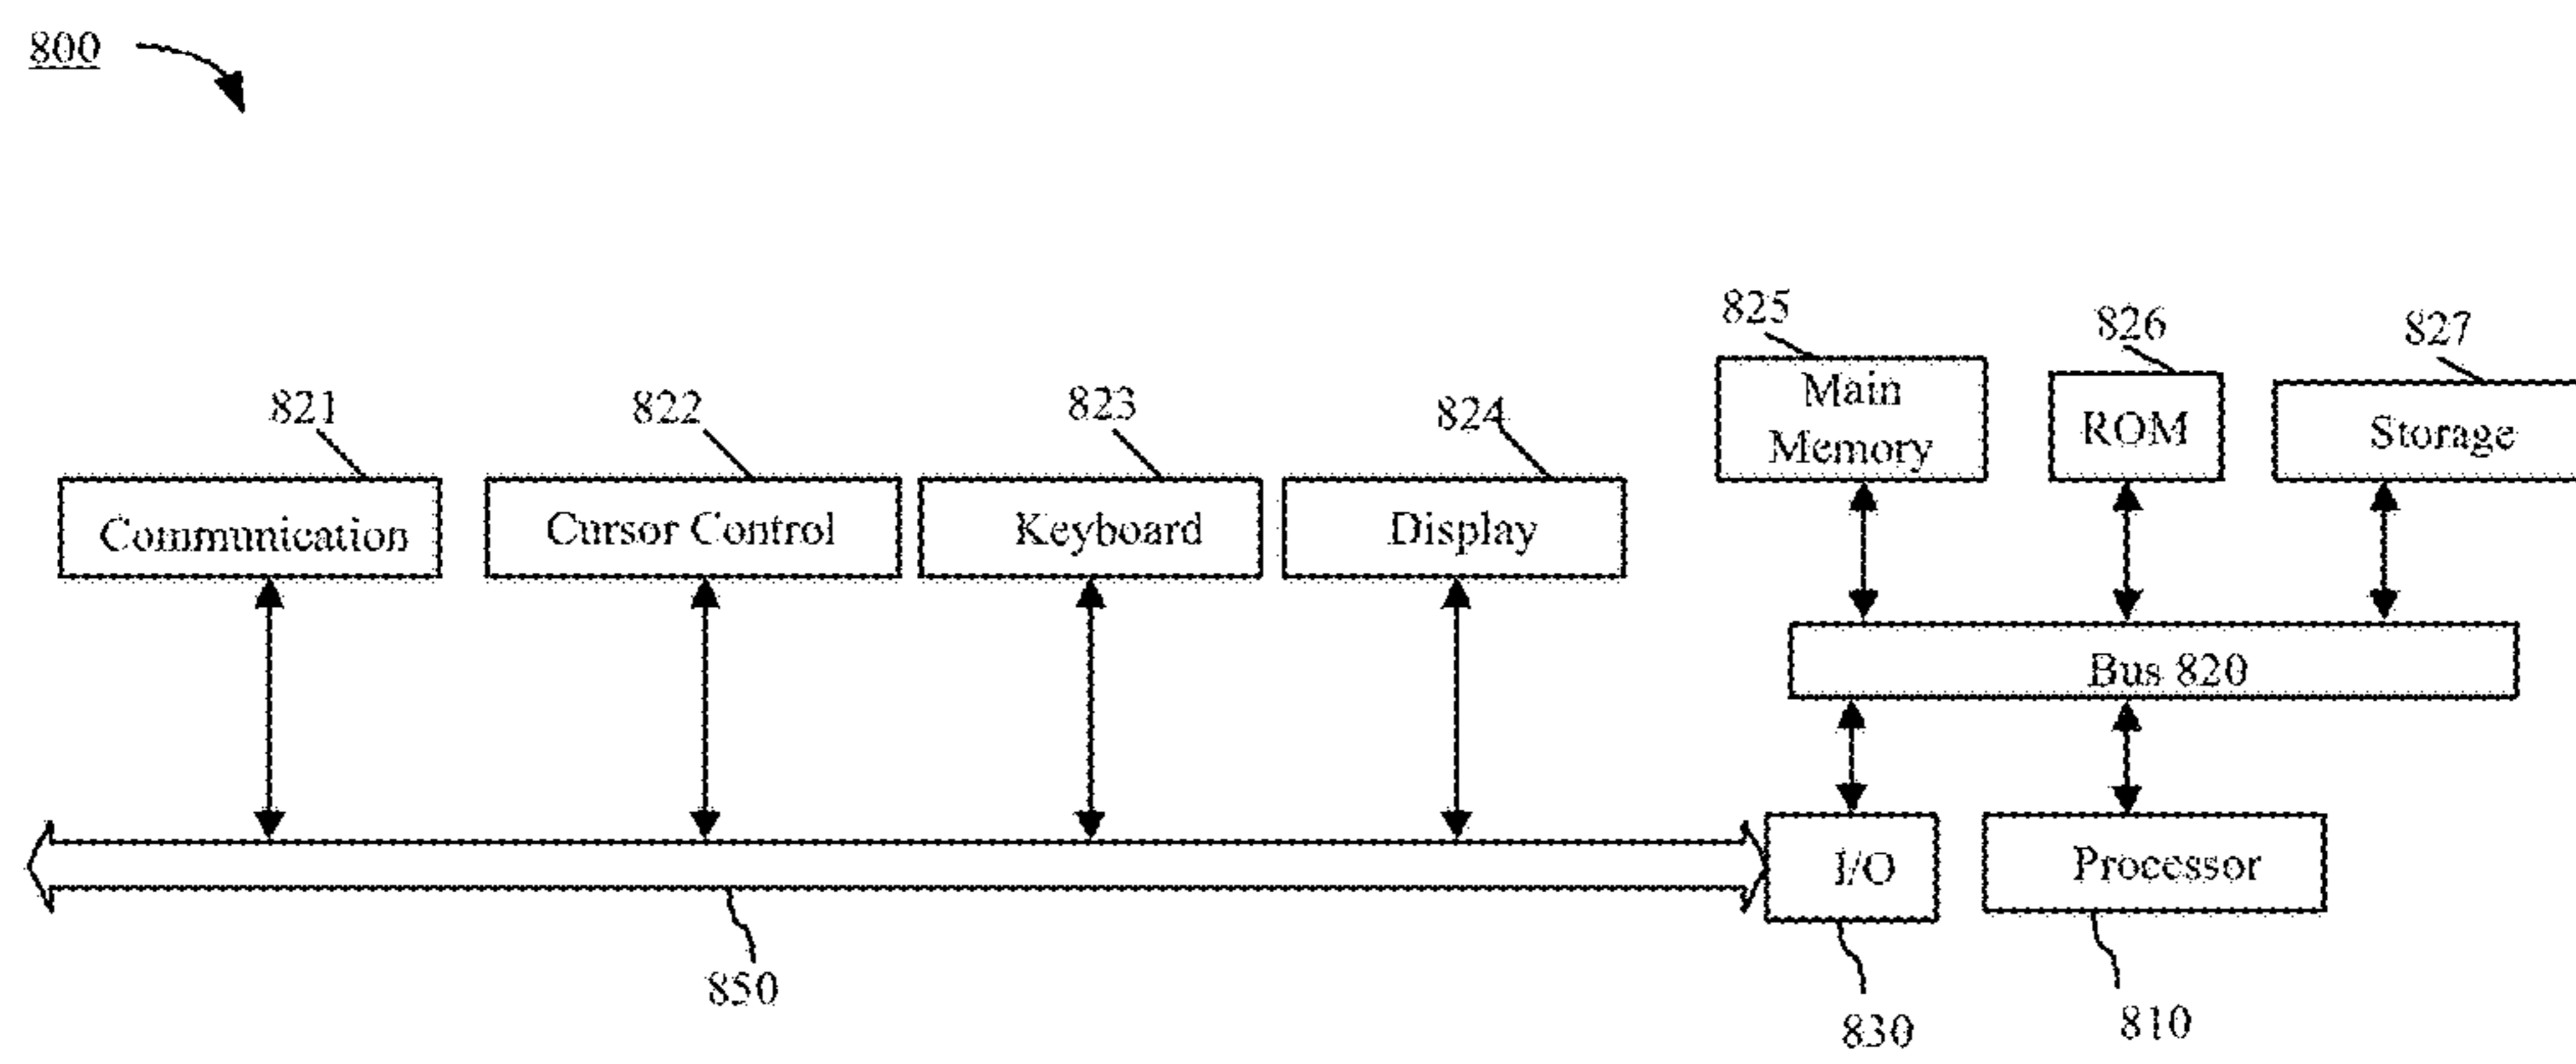 800
825
826
827
Main
Memory
ROM
Storage
821
822
823
824
Communication
Cursor Control
Keyboard
Display
Bus 820
I/O
Processor
850
830
810